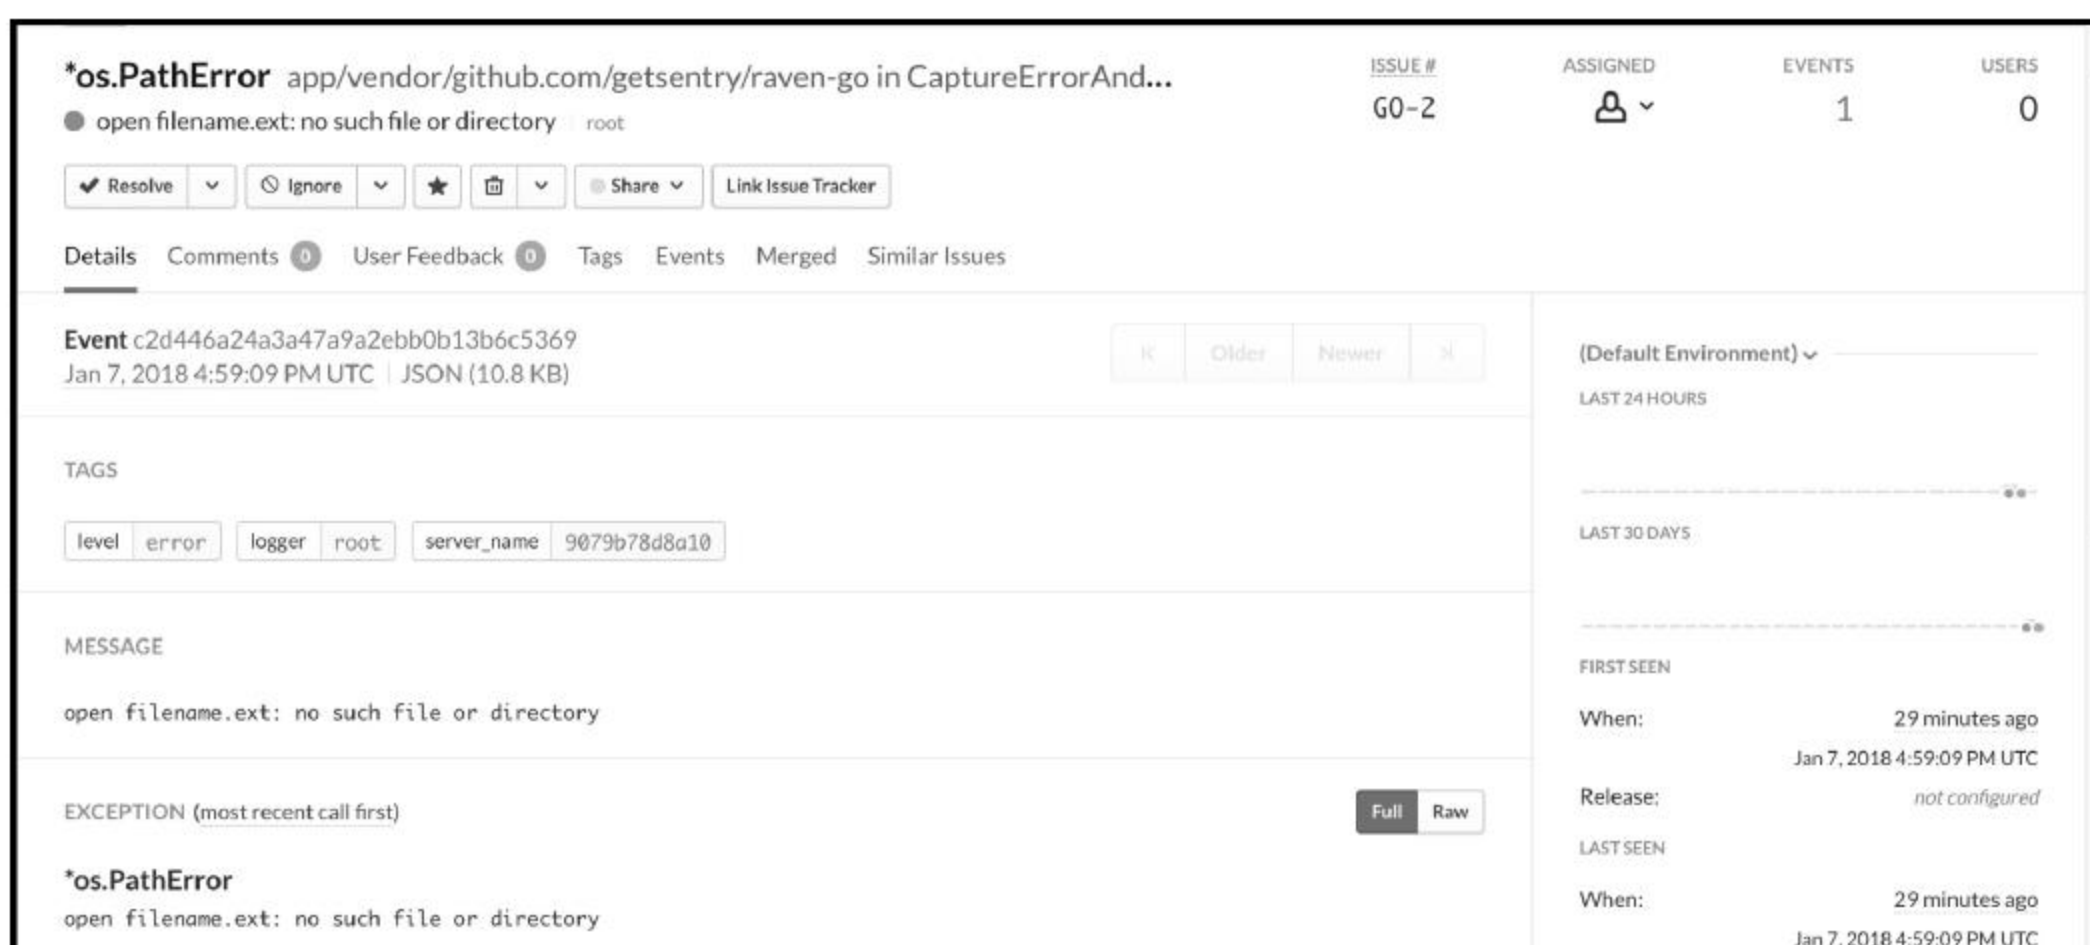 *os.PathError app/vendor/github.com/getsentry/raven-go in CaptureErrorAnd...
open filename.ext: no such file or directory root
ISSUE # ASSIGNED EVENTS USERS
GO-2 1 0
Resolve Ignore Share Link Issue Tracker
Details Comments 0 User Feedback 0 Tags Events Merged Similar Issues
Event c2d446a24a3a47a9a2ebb0b13b6c5369
Jan 7, 2018 4:59:09 PM UTC JSON (10.8 KB)
Older Newer
TAGS
level error logger root server_name 9079b78d8a10
MESSAGE
open filename.ext: no such file or directory
EXCEPTION (most recent call first)
Full Raw
*os.PathError
open filename.ext: no such file or directory
(Default Environment)
LAST 24 HOURS
LAST 30 DAYS
FIRST SEEN
When: 29 minutes ago
Jan 7, 2018 4:59:09 PM UTC
Release: not configured
LAST SEEN
When: 29 minutes ago
Jan 7, 2018 4:59:09 PM UTC